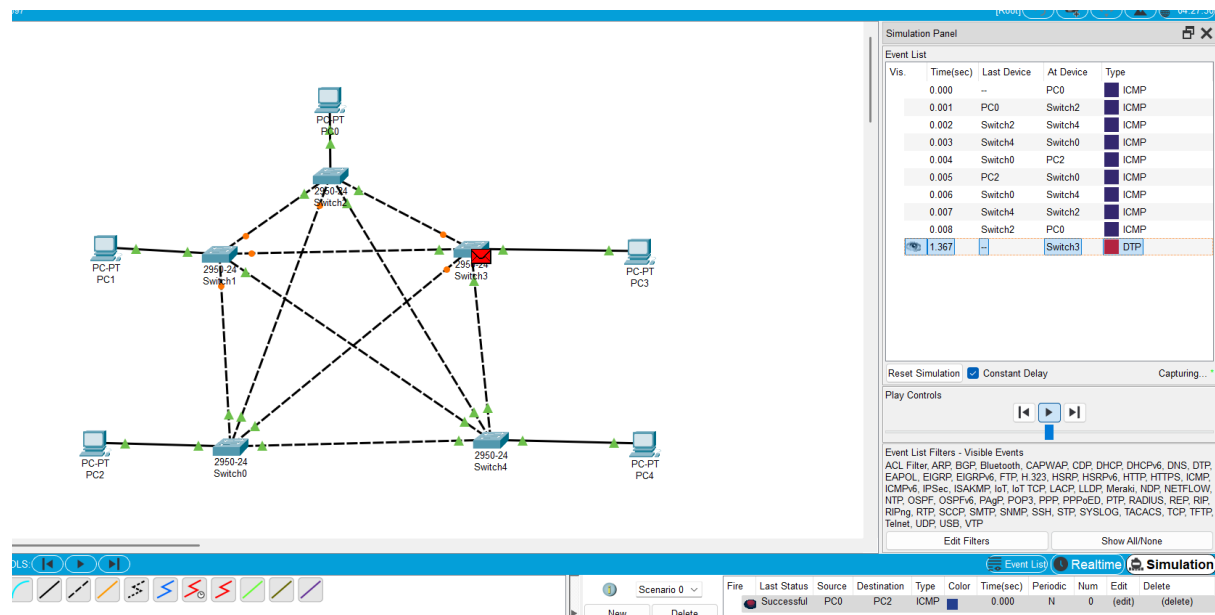 [Root]
04:27:30
Simulation Panel
Event List
Vis. Time(sec) Last Device At Device Type
0.000 -- PC0 ICMP
0.001 PC0 Switch2 ICMP
0.002 Switch2 Switch4 ICMP
0.003 Switch4 Switch0 ICMP
0.004 Switch0 PC2 ICMP
0.005 PC2 Switch0 ICMP
0.006 Switch0 Switch4 ICMP
0.007 Switch4 Switch2 ICMP
0.008 Switch2 PC0 ICMP
1.367 -- Switch3 DTP
Reset Simulation Constant Delay Capturing...
Play Controls
Event List Filters - Visible Events
ACL Filter, ARP, BGP, Bluetooth, CAPWAP, CDP, DHCP, DHCPv6, DNS, DTP,
EAPOL, EIGRP, EIGRPv6, FTP, H.323, HSRP, HSRPv6, HTTP, HTTPS, ICMP,
ICMPv6, IPSec, ISAKMP, IoT, IoT TCP, LACP, LLDP, Meraki, NDP, NETFLOW,
NTP, OSPF, OSPFv6, PAgP, POP3, PPP, PPPoED, PTP, RADIUS, REP, RIP,
RIPng, RTP, SCCP, SMTP, SNMP, SSH, STP, SYSLOG, TACACS, TCP, TFTP,
Telnet, UDP, USB, VTP
Edit Filters Show All/None
PC-PT
PC0
2950-24
Switch2
PC-PT
PC1
2950-24
Switch1
2950-24
Switch3
PC-PT
PC3
PC-PT
PC2
2950-24
Switch0
2950-24
Switch4
PC-PT
PC4
Event List Realtime Simulation
Scenario 0
New Delete
Fire Last Status Source Destination Type Color Time(sec) Periodic Num Edit Delete
Successful PC0 PC2 ICMP 0.000 N 0 (edit) (delete)